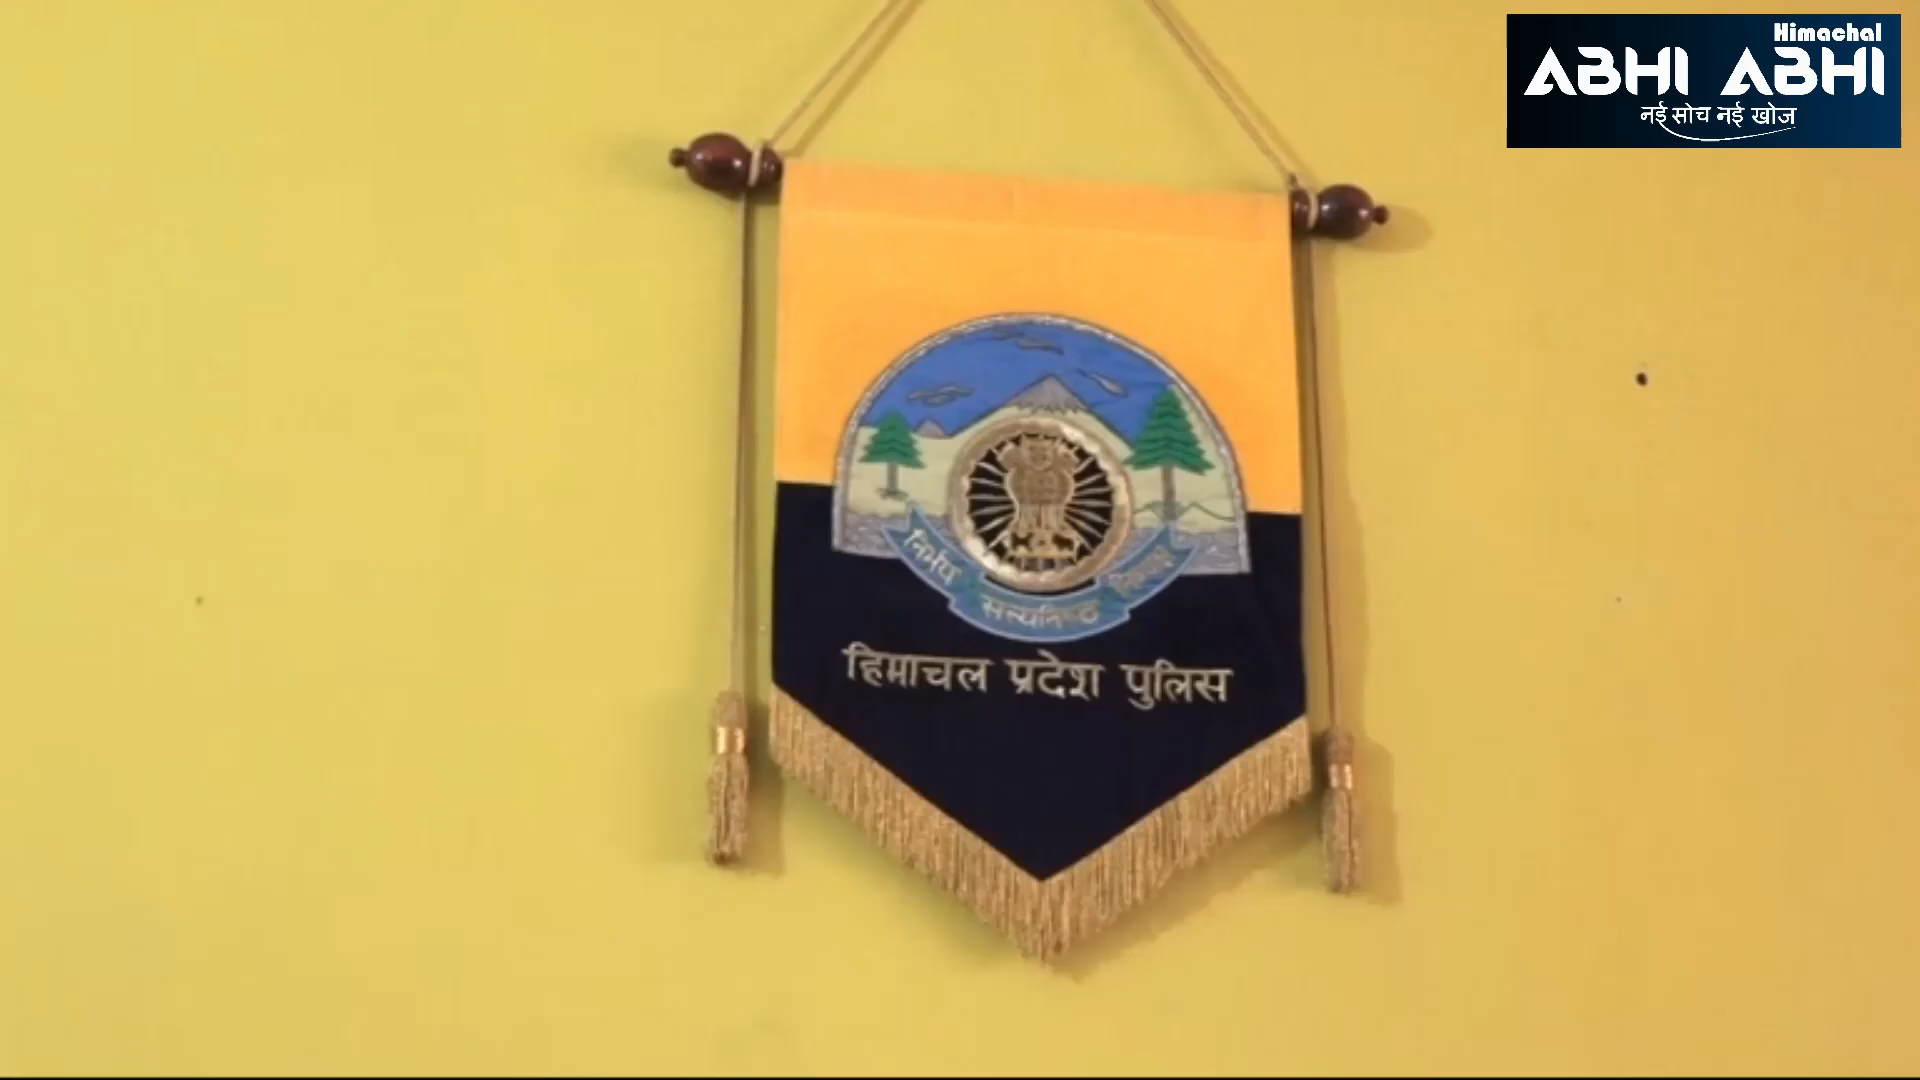 Himachal
ABHI ABHI
नई सोच नई खोज
निर्भय
सत्यनिष्ठ
हिमाचल प्रदेश पुलिस